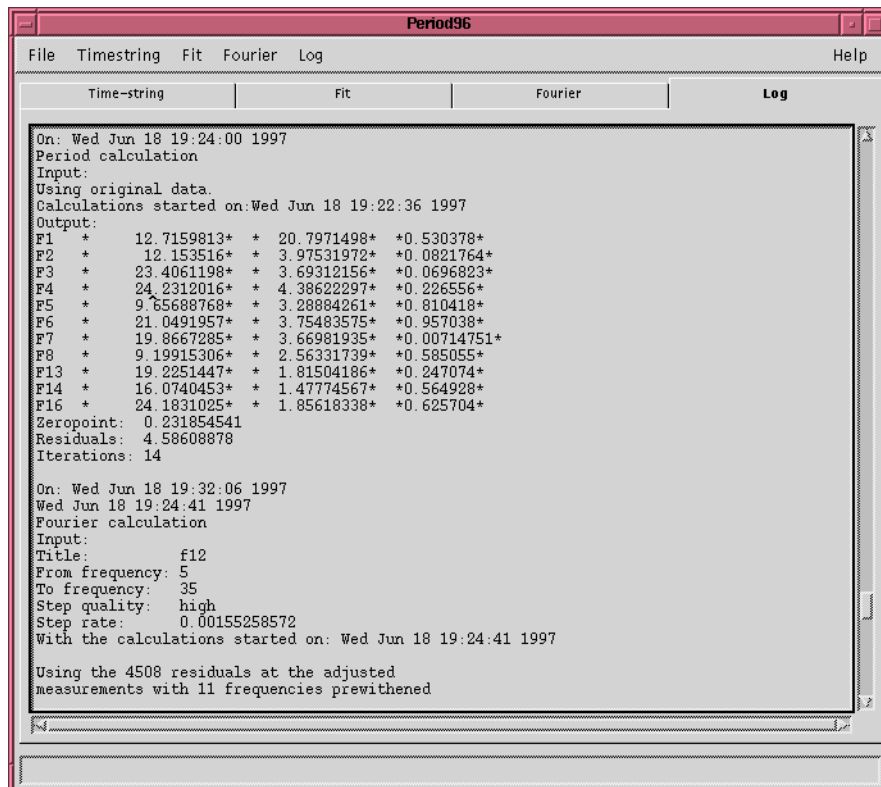 Period96
File Timestring Fit Fourier Log Help
Time-string Fit Fourier Log
On: Wed Jun 18 19:24:00 1997
Period calculation
Input:
Using original data.
Calculations started on:Wed Jun 18 19:22:36 1997
Output:
F1 * 12.7159813* * 20.7971498* *0.530378*
F2 * 12.153516* * 3.97531972* *0.0821764*
F3 * 23.4061198* * 3.69312156* *0.0696823*
F4 * 24.2312016* * 4.38622297* *0.226556*
F5 * 9.65688768* * 3.28884261* *0.810418*
F6 * 21.0491957* * 3.75483575* *0.957038*
F7 * 19.8667285* * 3.66981935* *0.00714751*
F8 * 9.19915306* * 2.56331739* *0.585055*
F13 * 19.2251447* * 1.81504186* *0.247074*
F14 * 16.0740453* * 1.47774567* *0.564928*
F16 * 24.1831025* * 1.85618338* *0.625704*
Zeropoint: 0.231854541
Residuals: 4.58608878
Iterations: 14
On: Wed Jun 18 19:32:06 1997
Wed Jun 18 19:24:41 1997
Fourier calculation
Input:
Title: f12
From frequency: 5
To frequency: 35
Step quality: high
Step rate: 0.00155258572
With the calculations started on: Wed Jun 18 19:24:41 1997
Using the 4508 residuals at the adjusted
measurements with 11 frequencies prewithened